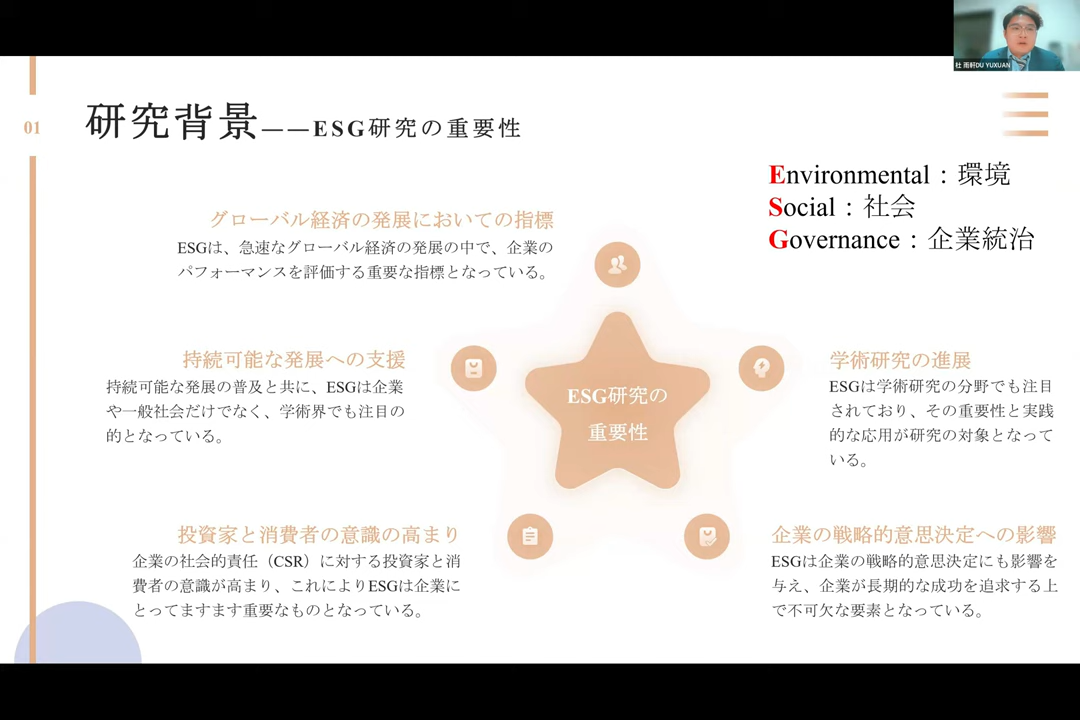 杜 雨軒DU YUXUAN
01
研究背景——ESG研究の重要性
Environmental：環境
Social：社会
Governance：企業統治
グローバル経済の発展においての指標
ESGは、急速なグローバル経済の発展の中で、企業の
パフォーマンスを評価する重要な指標となっている。
持続可能な発展への支援
持続可能な発展の普及と共に、ESGは企業
や一般社会だけでなく、学術界でも注目の
的となっている。
ESG研究の
重要性
学術研究の進展
ESGは学術研究の分野でも注目
されており、その重要性と実践
的な応用が研究の対象となって
いる。
投資家と消費者の意識の高まり
企業の社会的責任（CSR）に対する投資家と消
費者の意識が高まり、これによりESGは企業に
とってますます重要なものとなっている。
企業の戦略的意思決定への影響
ESGは企業の戦略的意思決定にも影響を
与え、企業が長期的な成功を追求する上
で不可欠な要素となっている。